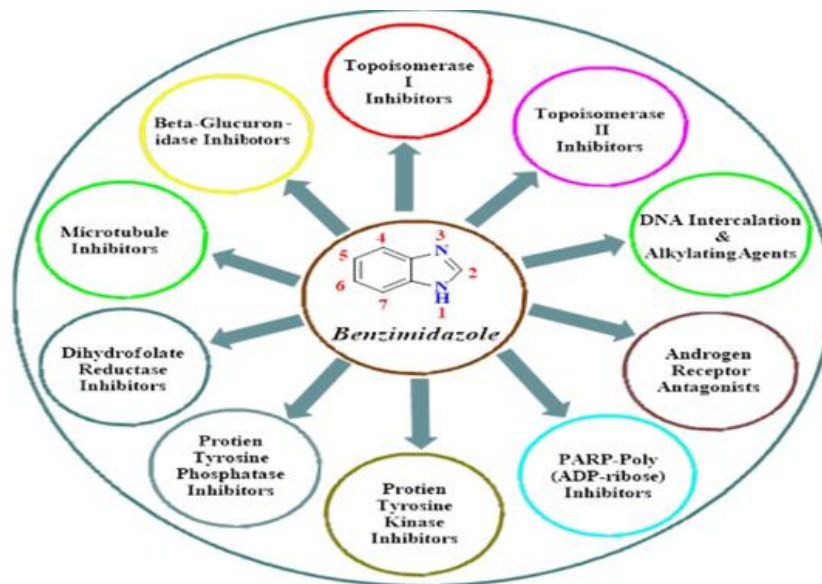 Topoisomerase
I
Inhibitors
Topoisomerase
II
Inhibitors
DNA Intercalation
&
Alkylating Agents
Androgen
Receptor
Antagonists
PARP-Poly
(ADP-ribose)
Inhibitors
Protien
Tyrosine
Kinase
Inhibitors
Protien
Tyrosine
Phosphatase
Inhibitors
Dihydrofolate
Reductase
Inhibitors
Microtubule
Inhibitors
Beta-Glucuron-
idase Inhibotors
4
3
N
5
2
6
N
H
7
1
Benzimidazole